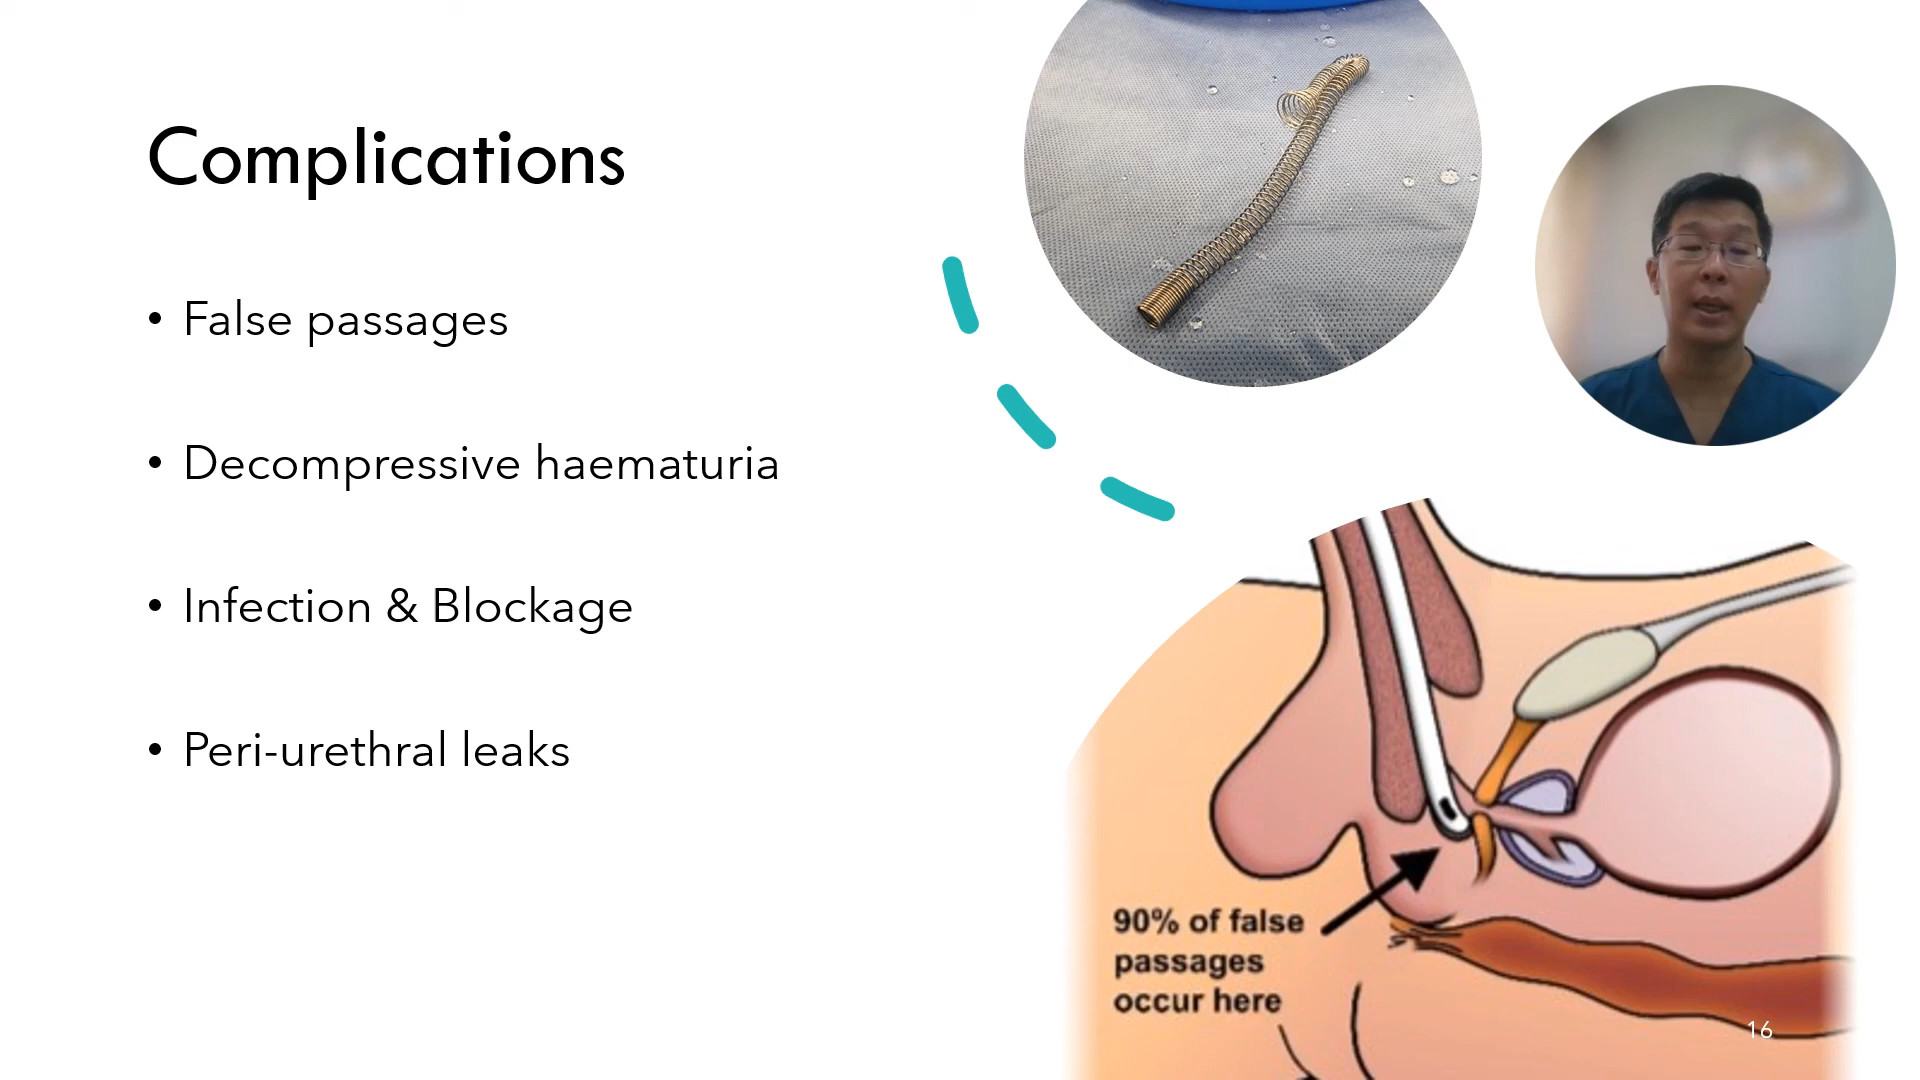 Complications
• False passages
• Decompressive haematuria
• Infection & Blockage
• Peri-urethral leaks
90% of false
passages
occur here
16